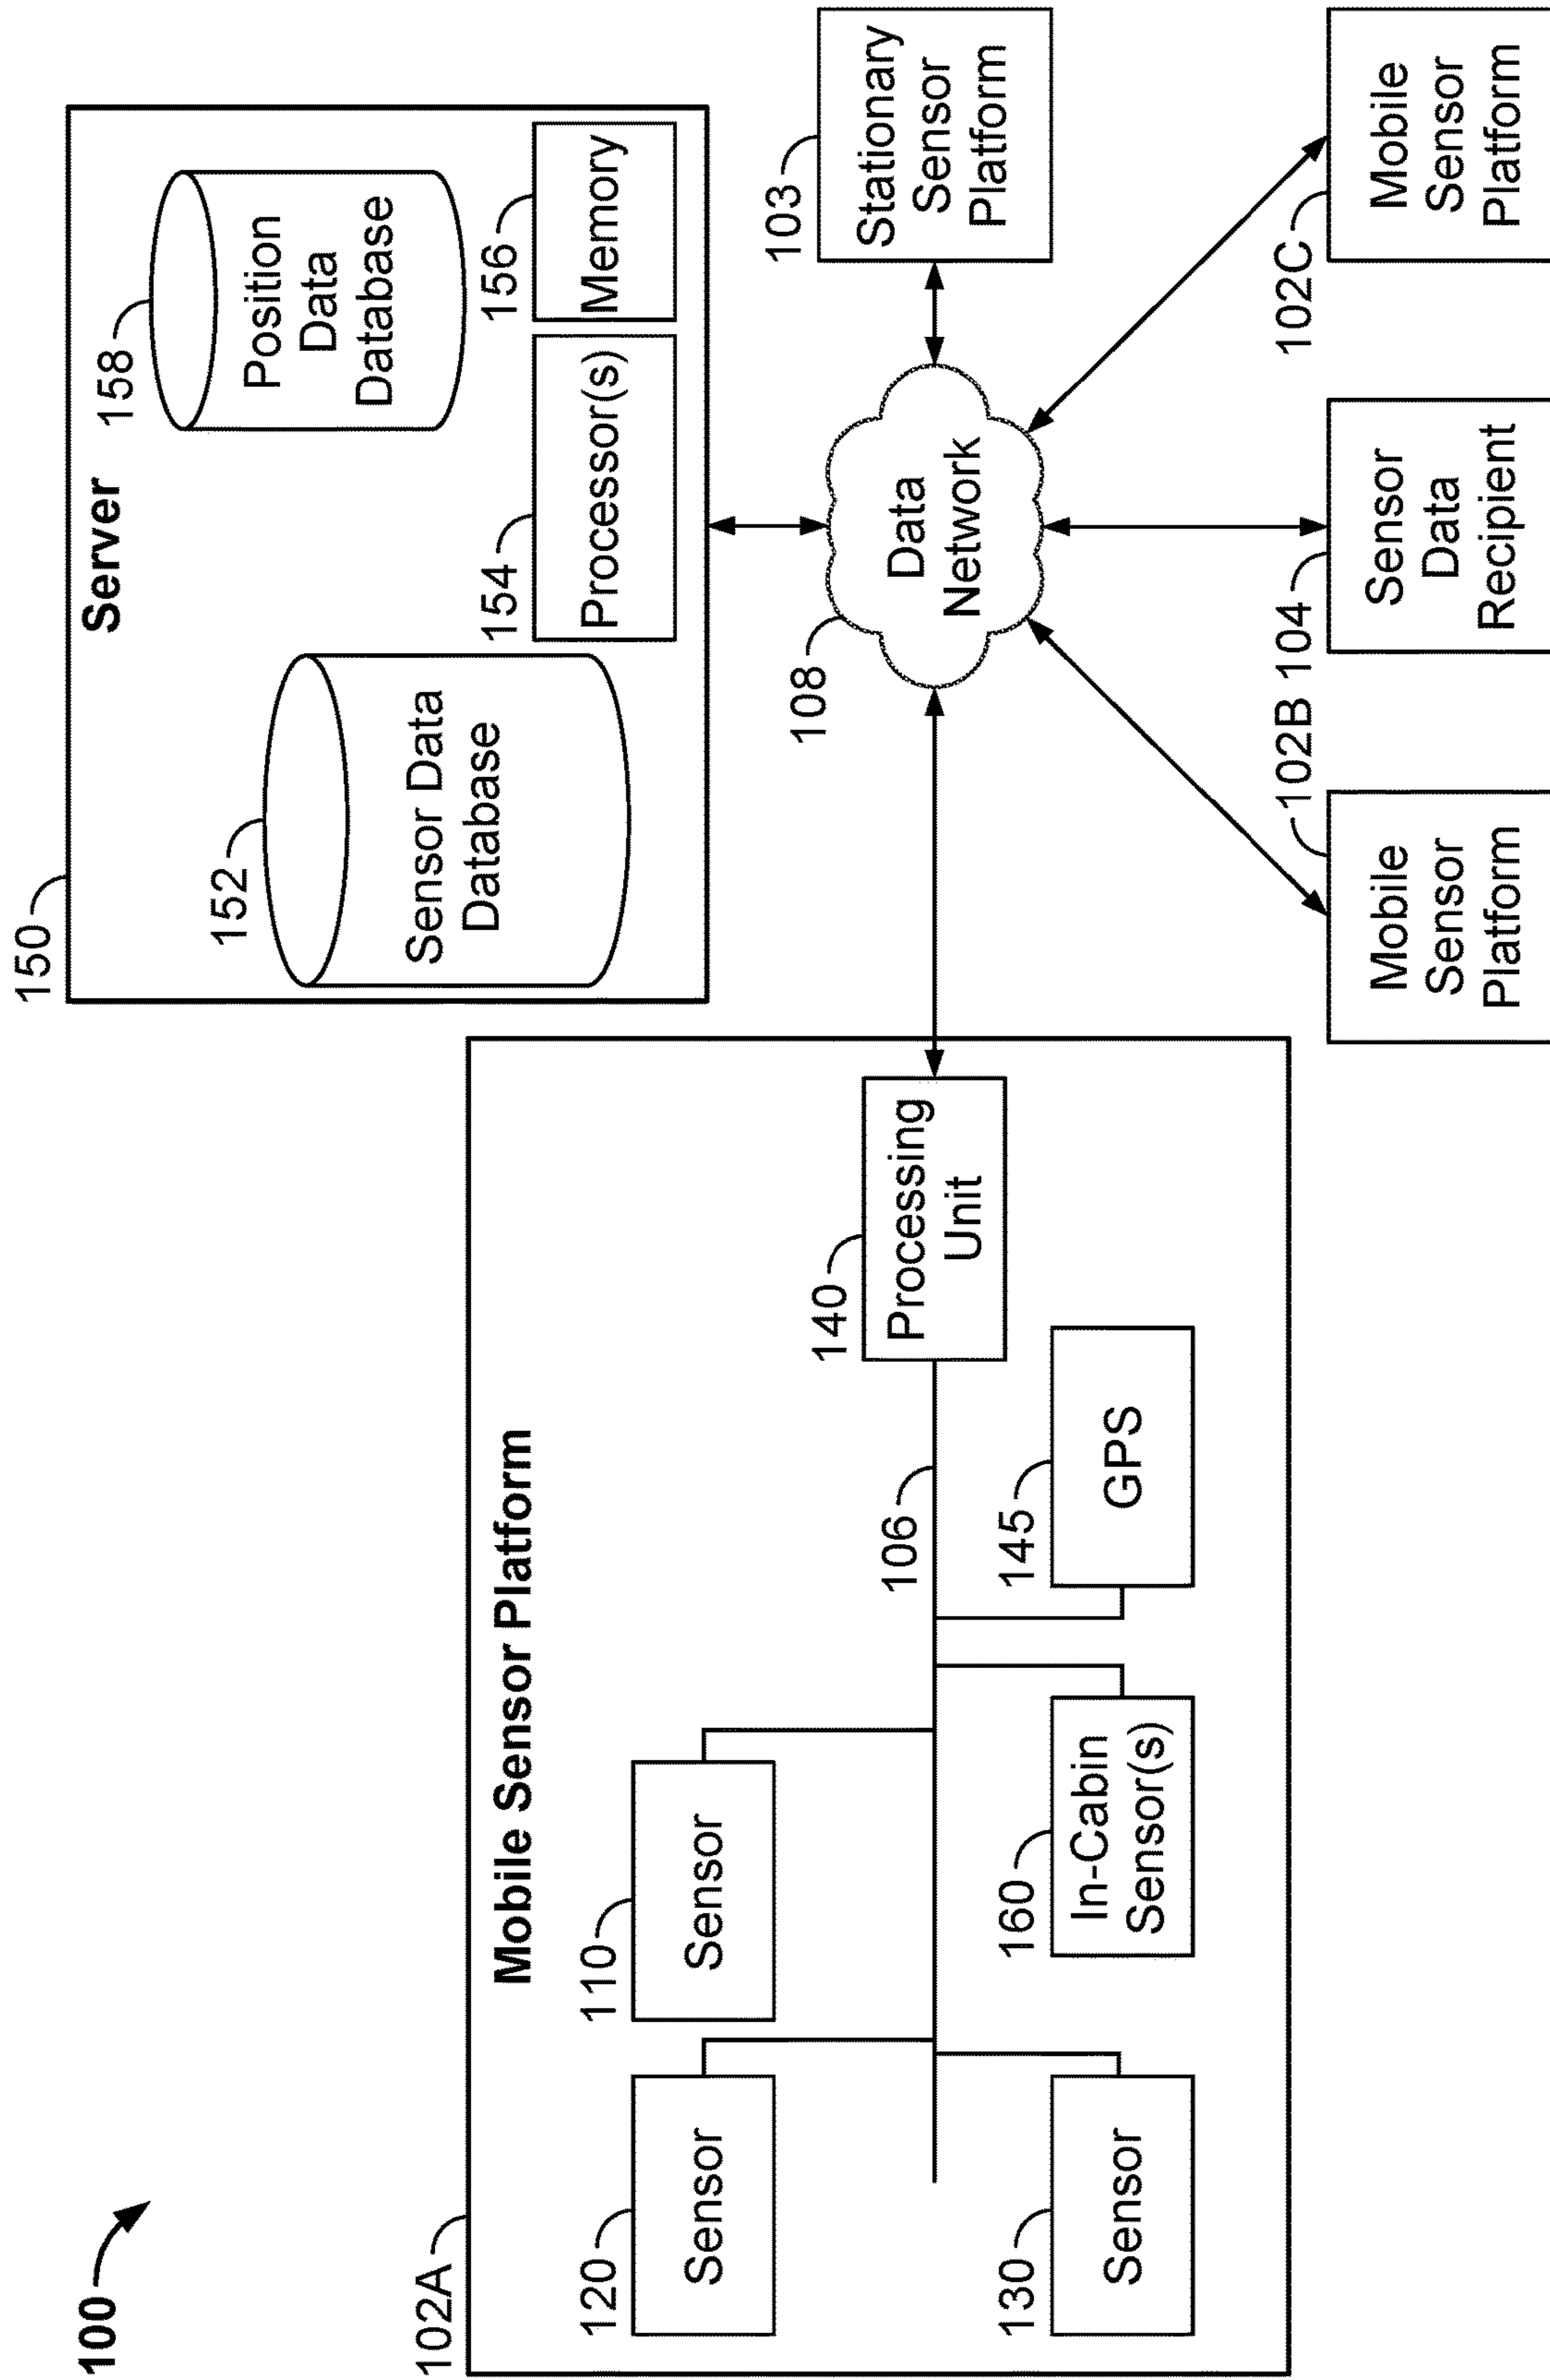 100
150
Server
152
Sensor Data
Database
158
Position
Data
Database
154
Processor(s)
156
Memory
102A
Mobile Sensor Platform
120
Sensor
110
Sensor
130
Sensor
160
In-Cabin
Sensor(s)
106
145
GPS
140
Processing
Unit
108
Data
Network
103
Stationary
Sensor
Platform
102B
Mobile
Sensor
Platform
104
Sensor
Data
Recipient
102C
Mobile
Sensor
Platform